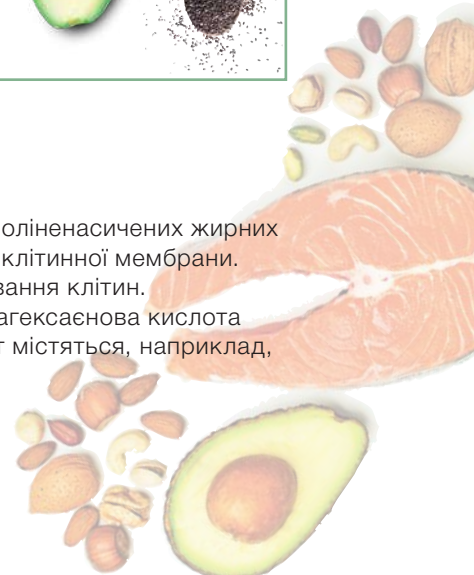 оліненасичених жирних
клітинної мембрани.
вання клітин.
агексаєнова кислота
т містяться, наприклад,